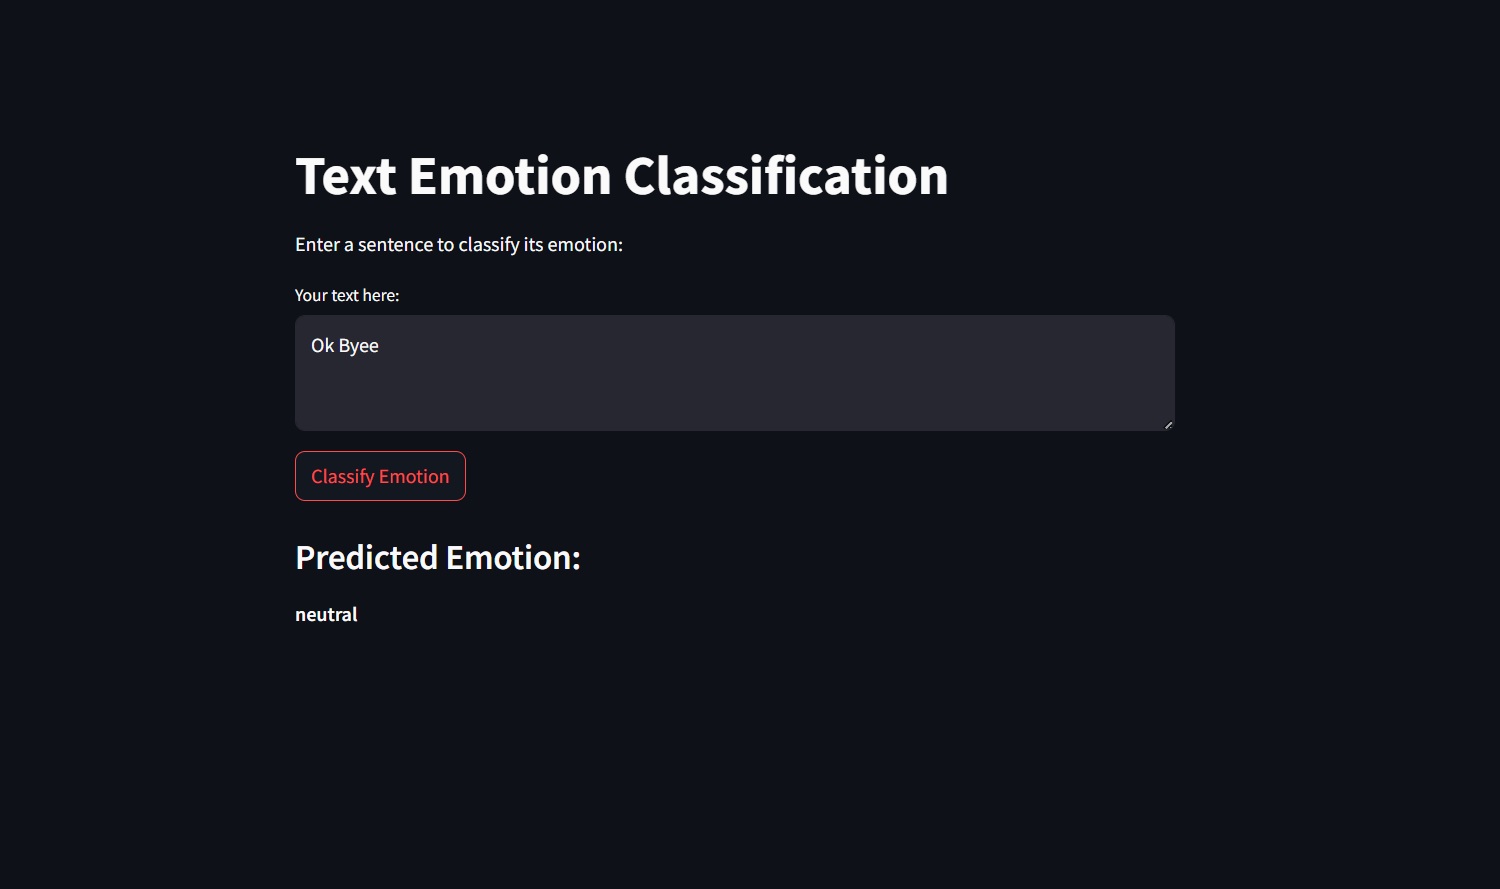 Text Emotion Classification
Enter a sentence to classify its emotion:
Your text here:
Ok Byee
Classify Emotion
Predicted Emotion:
neutral